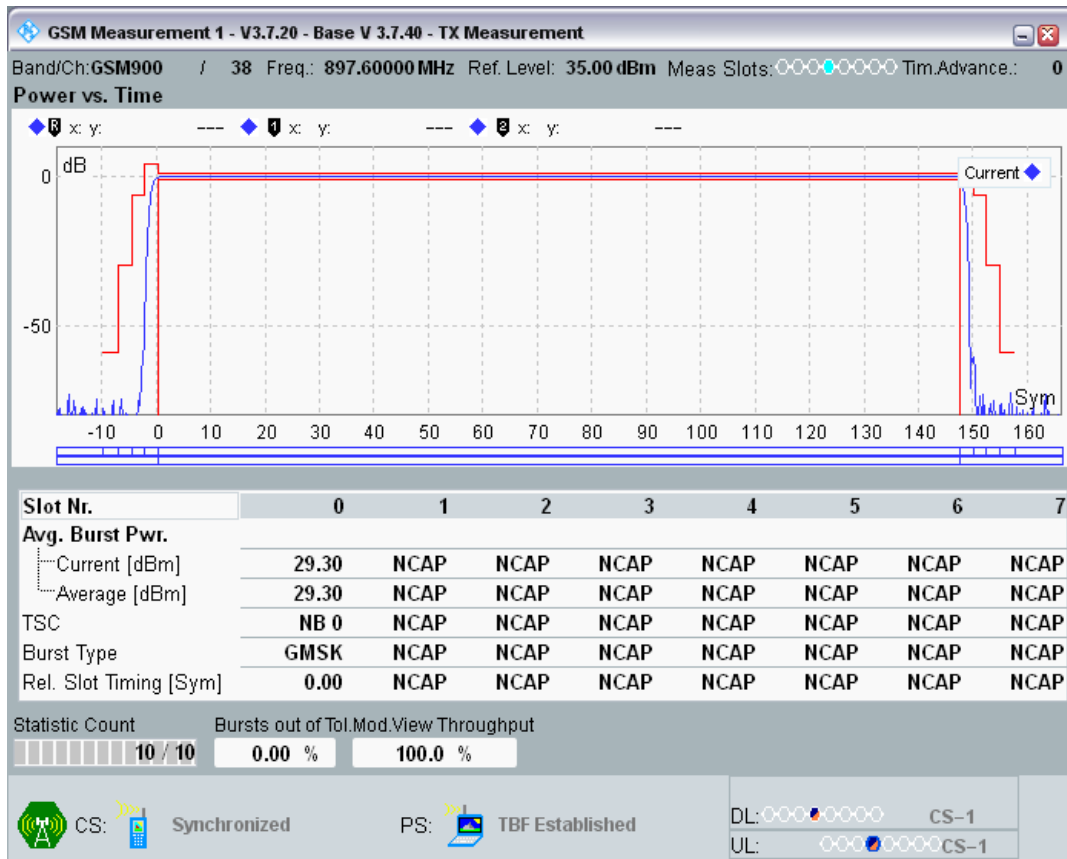 GSM Measurement 1 - V3.7.20 - Base V 3.7.40 - TX Measurement
Band/Ch:GSM900 / 38 Freq.: 897.60000 MHz Ref. Level: 35.00 dBm Meas Slots: Tim.Advance.: 0
Power vs. Time
R x: y: --- 1 x: y: --- 2 x: y: ---
dB
Current
0
-50
Sym
-10 0 10 20 30 40 50 60 70 80 90 100 110 120 130 140 150 160
Slot Nr. 0 1 2 3 4 5 6 7
Avg. Burst Pwr.
Current [dBm] 29.30 NCAP NCAP NCAP NCAP NCAP NCAP NCAP
Average [dBm] 29.30 NCAP NCAP NCAP NCAP NCAP NCAP NCAP
TSC NB 0 NCAP NCAP NCAP NCAP NCAP NCAP NCAP
Burst Type GMSK NCAP NCAP NCAP NCAP NCAP NCAP NCAP
Rel. Slot Timing [Sym] 0.00 NCAP NCAP NCAP NCAP NCAP NCAP NCAP
Statistic Count Bursts out of Tol.Mod.View Throughput
10 / 10 0.00 % 100.0 %
CS: Synchronized PS: TBF Established
DL: CS-1
UL: CS-1